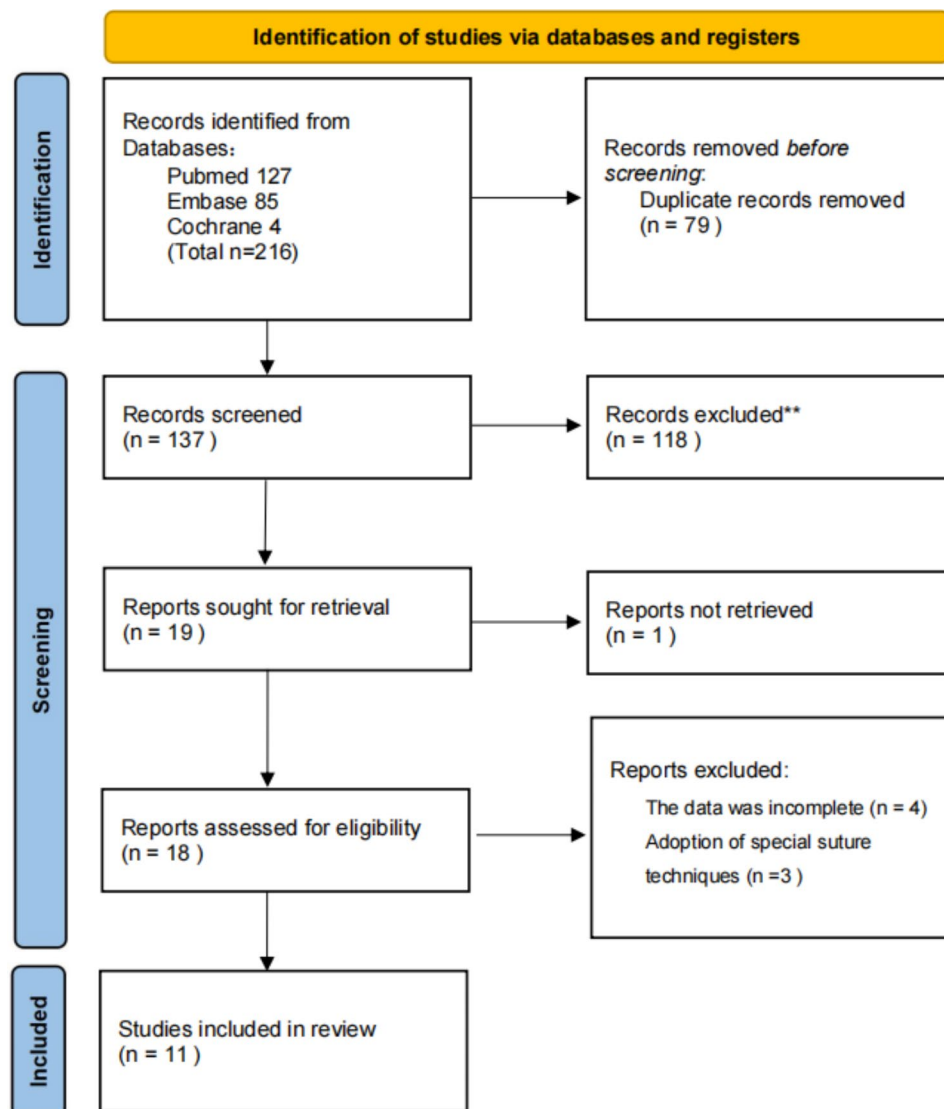 Identification of studies via databases and registers
Identification
Records identified from
Databases：
Pubmed 127
Embase 85
Cochrane 4
(Total n=216)
Records removed before
screening:
Duplicate records removed
(n = 79 )
Screening
Records screened
(n = 137 )
Records excluded**
(n = 118 )
Reports sought for retrieval
(n = 19 )
Reports not retrieved
(n = 1 )
Reports assessed for eligibility
(n = 18 )
Reports excluded:
The data was incomplete (n = 4)
Adoption of special suture
techniques (n =3 )
Included
Studies included in review
(n = 11 )